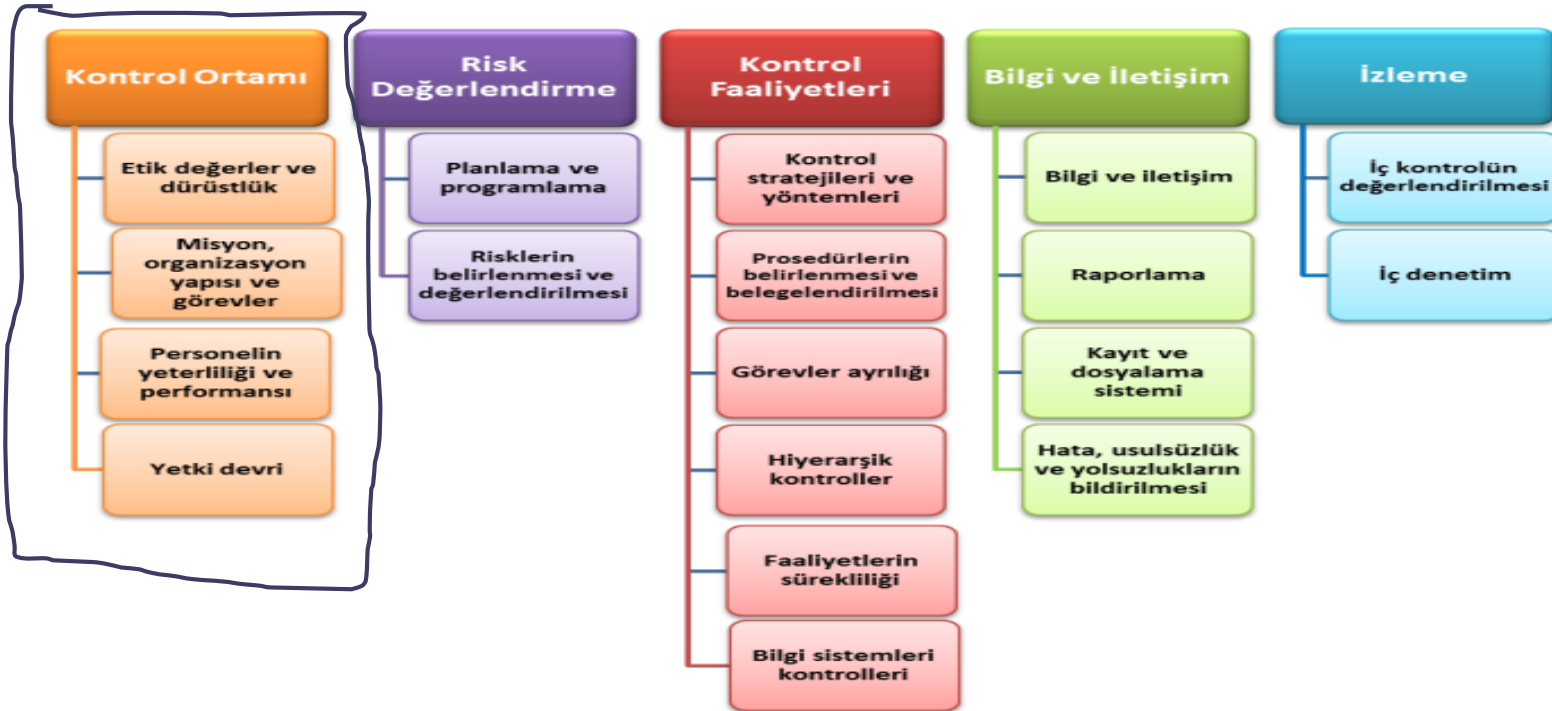 Kontrol Ortamı
Etik değerler ve
dürüstlük
Misyon,
organizasyon
yapısı ve
görevler
Personelin
yeterliliği ve
performansı
Yetki devri
Risk
Değerlendirme
Planlama ve
programlama
Risklerin
belirlenmesi ve
değerlendirilmesi
Kontrol
Faaliyetleri
Kontrol
stratejileri ve
yöntemleri
Prosedürlerin
belirlenmesi ve
belegelendirilmesi
Görevler ayrılığı
Hiyerarşik
kontroller
Faaliyetlerin
sürekliliği
Bilgi sistemleri
kontrolleri
Bilgi ve İletişim
Bilgi ve iletişim
Raporlama
Kayıt ve
dosyalama
sistemi
Hata, usulsüzlük
ve yolsuzlukların
bildirilmesi
İzleme
İç kontrolün
değerlendirilmesi
İç denetim